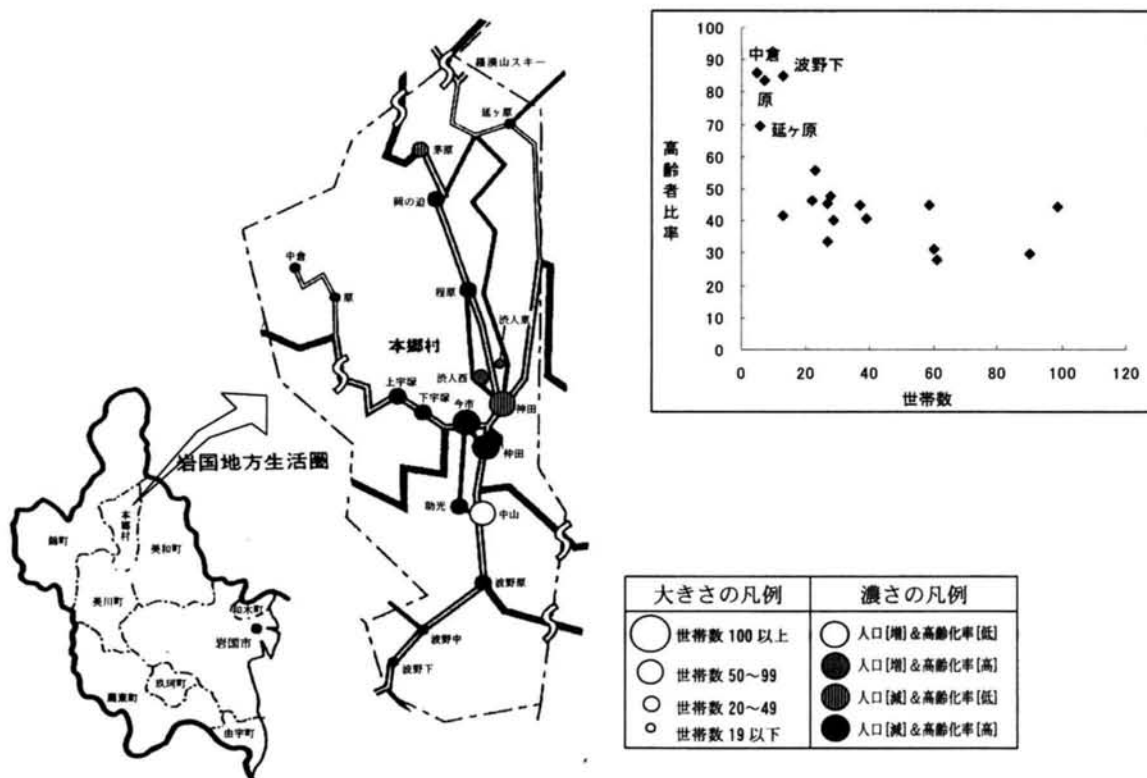 羅漢山スキー
延ヶ原
茅原
岡の迫
中倉
原
程原
渋人東
本郷村
渋人西
上宇塚
下宇塚
今市
神田
仲田
助光
中山
波野原
波野中
波野下
岩国地方生活圏
本郷村
錦町
美和町
美川町
和木町
岩国市
玖珂町
周東町
由宇町
高齢者比率
100
90
80
70
60
50
40
30
20
10
0
中倉
波野下
原
延ヶ原
0 20 40 60 80 100 120
世帯数
大きさの凡例
世帯数 100 以上
世帯数 50～99
世帯数 20～49
世帯数 19 以下
濃さの凡例
人口[増]&高齢化率[低]
人口[増]&高齢化率[高]
人口[減]&高齢化率[低]
人口[減]&高齢化率[高]